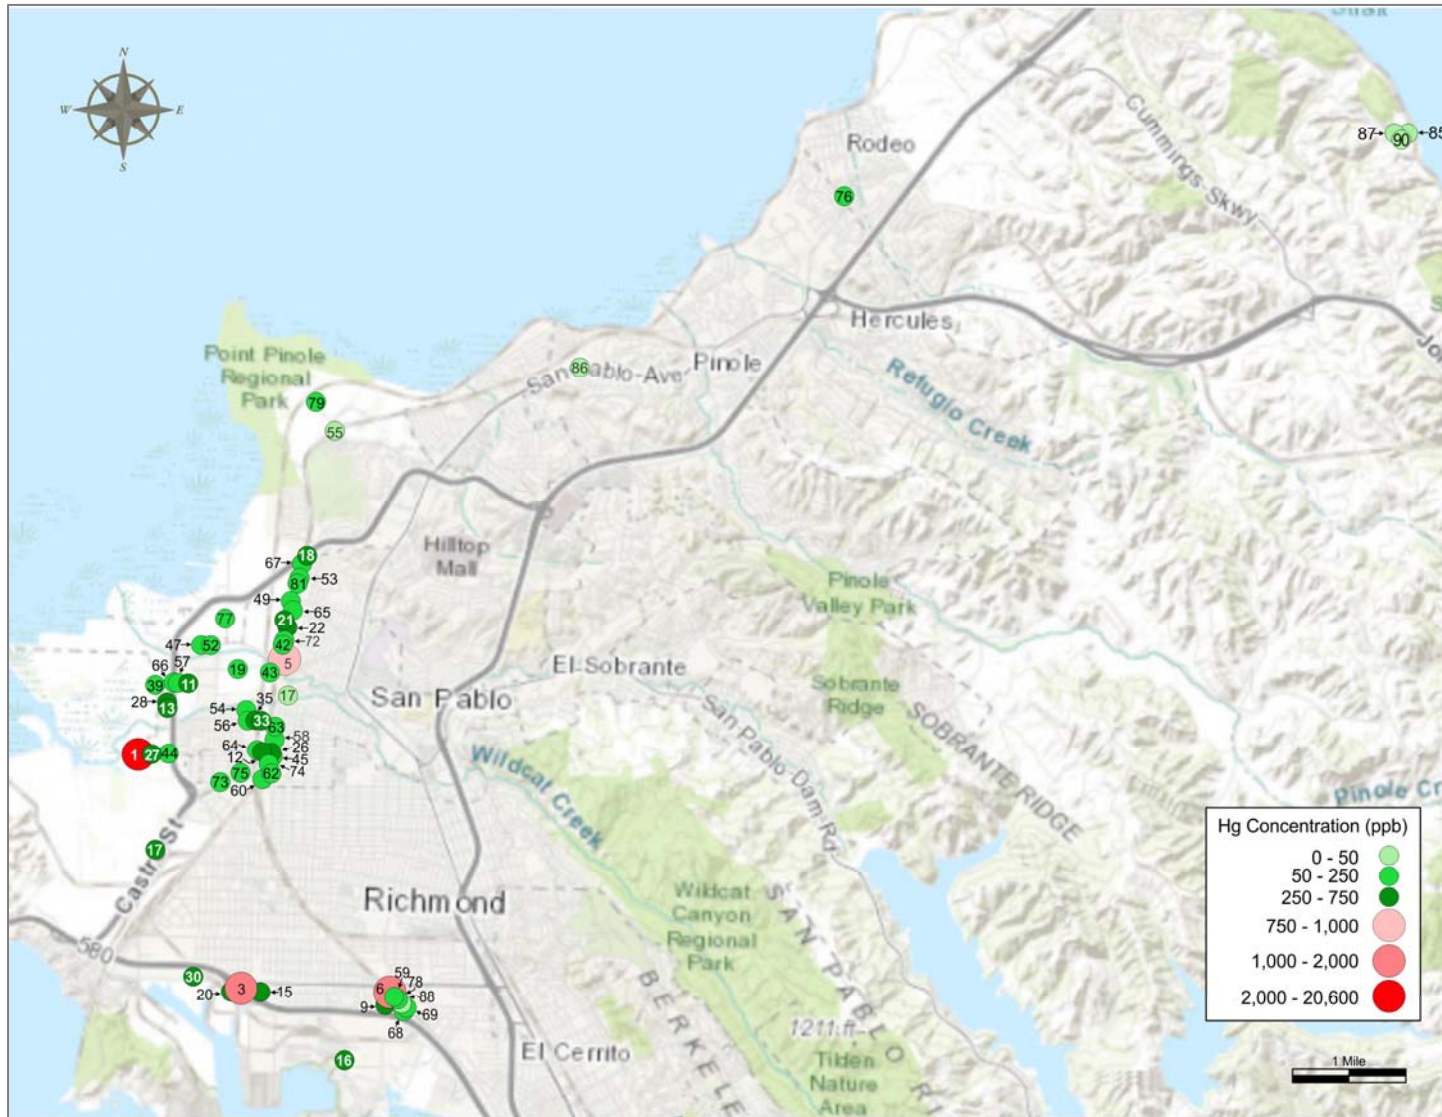 Strait
N
W
E
S
Cummings-Skwy
87
90
85
Rodeo
76
Hercules
Jo
Point Pinole
Regional
Park
Pinole
San Pablo-Ave
86
Refugio Creek
79
55
Hilltop
Mall
18
67
53
81
49
65
21
22
77
72
42
47
52
5
19
43
66
57
39
11
17
28
13
Pinole
Valley Park
El-Sobrante
San Pablo
Sobrante
Ridge
SOBRANTE RIDGE
San-Pablo-Dam-Rd
35
54
56
33
63
58
64
26
12
45
74
1
27
44
75
62
73
60
Wildcat
Creek
Pinole Cr
17
Castro St
Richmond
Wildcat
Canyon
Regional
Park
SAN PABLO RI
BERKELE
580
30
3
20
15
59
6
78
88
9
69
68
16
El Cerrito
1211 ft
Tilden
Nature
Area
Hg Concentration (ppb)
0 - 50
50 - 250
250 - 750
750 - 1,000
1,000 - 2,000
2,000 - 20,600
1 Mile